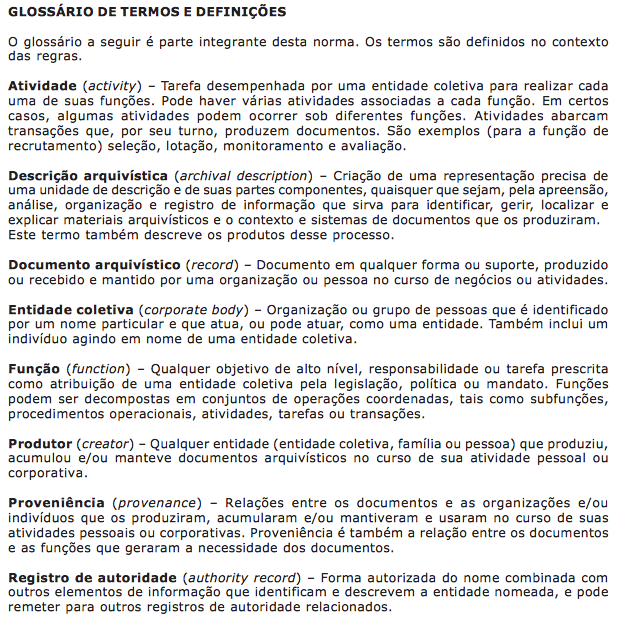 GLOSSÁRIO DE TERMOS E DEFINIÇÕES
O glossário a seguir é parte integrante desta norma. Os termos são definidos no contexto
das regras.
Atividade (activity) – Tarefa desempenhada por uma entidade coletiva para realizar cada
uma de suas funções. Pode haver várias atividades associadas a cada função. Em certos
casos, algumas atividades podem ocorrer sob diferentes funções. Atividades abarcam
transações que, por seu turno, produzem documentos. São exemplos (para a função de
recrutamento) seleção, lotação, monitoramento e avaliação.
Descrição arquivística (archival description) – Criação de uma representação precisa de
uma unidade de descrição e de suas partes componentes, quaisquer que sejam, pela apreensão,
análise, organização e registro de informação que sirva para identificar, gerir, localizar e
explicar materiais arquivísticos e o contexto e sistemas de documentos que os produziram.
Este termo também descreve os produtos desse processo.
Documento arquivístico (record) – Documento em qualquer forma ou suporte, produzido
ou recebido e mantido por uma organização ou pessoa no curso de negócios ou atividades.
Entidade coletiva (corporate body) – Organização ou grupo de pessoas que é identificado
por um nome particular e que atua, ou pode atuar, como uma entidade. Também inclui um
indivíduo agindo em nome de uma entidade coletiva.
Função (function) – Qualquer objetivo de alto nível, responsabilidade ou tarefa prescrita
como atribuição de uma entidade coletiva pela legislação, política ou mandato. Funções
podem ser decompostas em conjuntos de operações coordenadas, tais como subfunções,
procedimentos operacionais, atividades, tarefas ou transações.
Produtor (creator) – Qualquer entidade (entidade coletiva, família ou pessoa) que produziu,
acumulou e/ou manteve documentos arquivísticos no curso de sua atividade pessoal ou
corporativa.
Proveniência (provenance) – Relações entre os documentos e as organizações e/ou
indivíduos que os produziram, acumularam e/ou mantiveram e usaram no curso de suas
atividades pessoais ou corporativas. Proveniência é também a relação entre os documentos
e as funções que geraram a necessidade dos documentos.
Registro de autoridade (authority record) – Forma autorizada do nome combinada com
outros elementos de informação que identificam e descrevem a entidade nomeada, e pode
remeter para outros registros de autoridade relacionados.